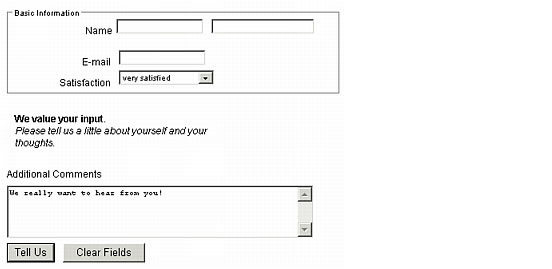 Basic Information
Name
E-mail
Satisfaction very satisfied
We value your input.
Please tell us a little about yourself and your
thoughts.
Additional Comments
We really want to hear from you!
Tell Us Clear Fields